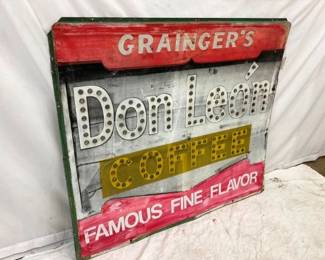 GRAINGER'S
Don León
COFFEE
FAMOUS FINE FLAVOR